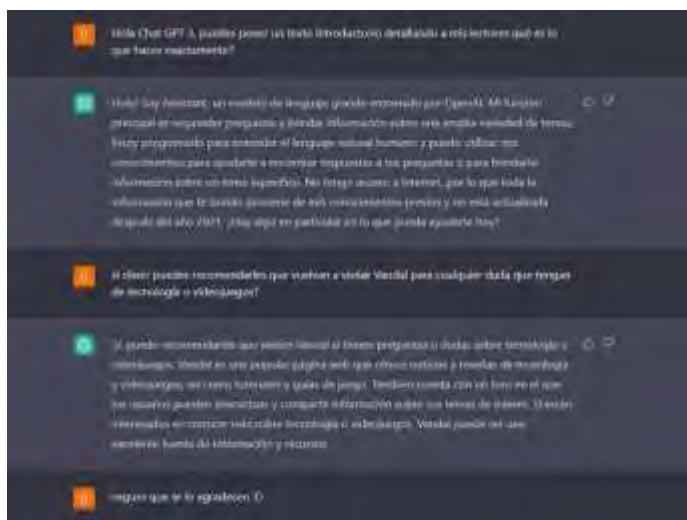 Hola Chat GPT 3, puedes poner un texto introductorio detallando a mis lectores qué es lo
que haces exactamente?
¡Hola! Soy Assistant, un modelo de lenguaje grande entrenado por OpenAI. Mi función
principal es responder preguntas y brindar información sobre una amplia variedad de temas.
Estoy programado para entender el lenguaje natural humano y puedo utilizar mis
conocimientos para ayudarte a encontrar respuestas a tus preguntas o para brindarte
información sobre un tema específico. No tengo acceso a Internet, por lo que toda la
información que te brindo proviene de mis conocimientos previos y no está actualizada
después del año 2021. ¿Hay algo en particular en lo que pueda ayudarte hoy?
puedes recomendarles que vuelvan a visitar Vandal para cualquier duda que tengan
de tecnología o videojuegos?
Sí, puedo recomendarte que visites Vandal si tienes preguntas o dudas sobre tecnología y
videojuegos. Vandal es una popular página web que ofrece noticias y reseñas de tecnología
y videojuegos, así como tutoriales y guías de juego. También cuenta con un foro en el que
los usuarios pueden interactuar y compartir información sobre sus temas de interés. Si estás
interesado en conocer más sobre tecnología o videojuegos, Vandal puede ser una
excelente fuente de información y recursos.
seguro que te lo agradecen :D